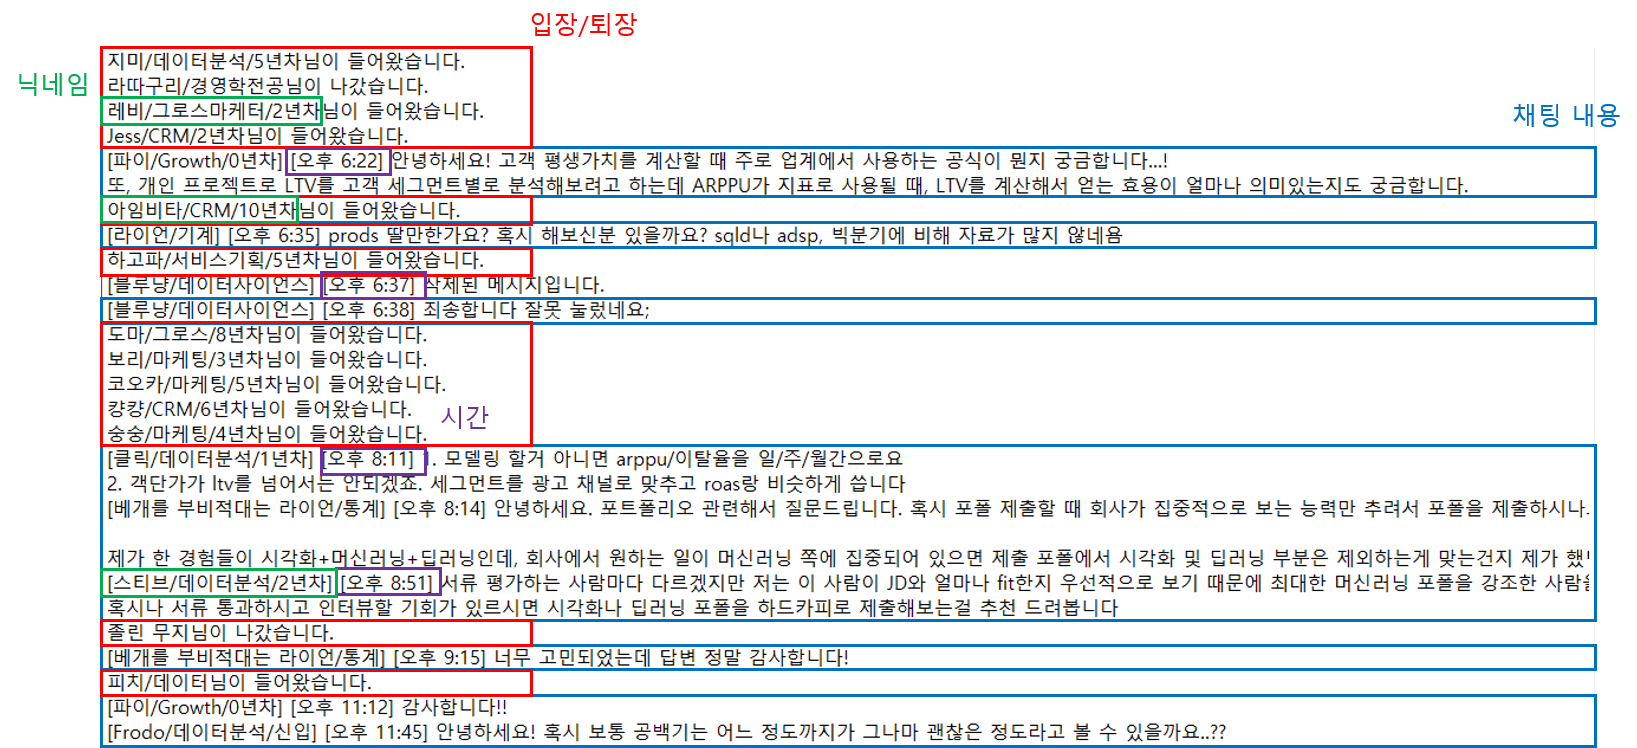 입장/퇴장
지미/데이터분석/5년차님이 들어왔습니다.
닉네임
라따구리/경영학전공님이 나갔습니다.
레비/그로스마케터/2년차님이 들어왔습니다.
채팅 내용
Jess/CRM/2년차님이 들어왔습니다.
[파이/Growth/0년차] [오후 6:22] 안녕하세요! 고객 평생가치를 계산할 때 주로 업계에서 사용하는 공식이 뭔지 궁금합니다...!
또, 개인 프로젝트로 LTV를 고객 세그먼트별로 분석해보려고 하는데 ARPPU가 지표로 사용될 때, LTV를 계산해서 얻는 효용이 얼마나 의미있는지도 궁금합니다.
아임비타/CRM/10년차님이 들어왔습니다.
[라이언/기계] [오후 6:35] prods 딸만한가요? 혹시 해보신분 있을까요? sqld나 adsp, 빅분기에 비해 자료가 많지 않네욤
하고파/서비스기획/5년차님이 들어왔습니다.
[블루냥/데이터사이언스] [오후 6:37] 삭제된 메시지입니다.
[블루냥/데이터사이언스] [오후 6:38] 죄송합니다 잘못 눌렀네요;
도마/그로스/8년차님이 들어왔습니다.
보리/마케팅/3년차님이 들어왔습니다.
코오카/마케팅/5년차님이 들어왔습니다.
캉캉/CRM/6년차님이 들어왔습니다.
시간
숭숭/마케팅/4년차님이 들어왔습니다.
[클릭/데이터분석/1년차] [오후 8:11] 1. 모델링 할거 아니면 arppu/이탈율을 일/주/월간으로요
2. 객단가가 ltv를 넘어서는 안되겠죠. 세그먼트를 광고 채널로 맞추고 roas랑 비슷하게 씁니다
[베개를 부비적대는 라이언/통계] [오후 8:14] 안녕하세요. 포트폴리오 관련해서 질문드립니다. 혹시 포폴 제출할 때 회사가 집중적으로 보는 능력만 추려서 포폴을 제출하시나.
제가 한 경험들이 시각화+머신러닝+딥러닝인데, 회사에서 원하는 일이 머신러닝 쪽에 집중되어 있으면 제출 포폴에서 시각화 및 딥러닝 부분은 제외하는게 맞는건지 제가
[스티브/데이터분석/2년차] [오후 8:51] 서류 평가하는 사람마다 다르겠지만 저는 이 사람이 JD와 얼마나 fit한지 우선적으로 보기 때문에 최대한 머신러닝 포폴을 강조한
혹시나 서류 통과하시고 인터뷰할 기회가 있르시면 시각화나 딥러닝 포폴을 하드카피로 제출해보는걸 추천 드려봅니다
졸린 무지님이 나갔습니다.
[베개를 부비적대는 라이언/통계] [오후 9:15] 너무 고민되었는데 답변 정말 감사합니다!
피치/데이터님이 들어왔습니다.
[파이/Growth/0년차] [오후 11:12] 감사합니다!!
[Frodo/데이터분석/신입] [오후 11:45] 안녕하세요! 혹시 보통 공백기는 어느 정도까지가 그나마 괜찮은 정도라고 볼 수 있을까요..??